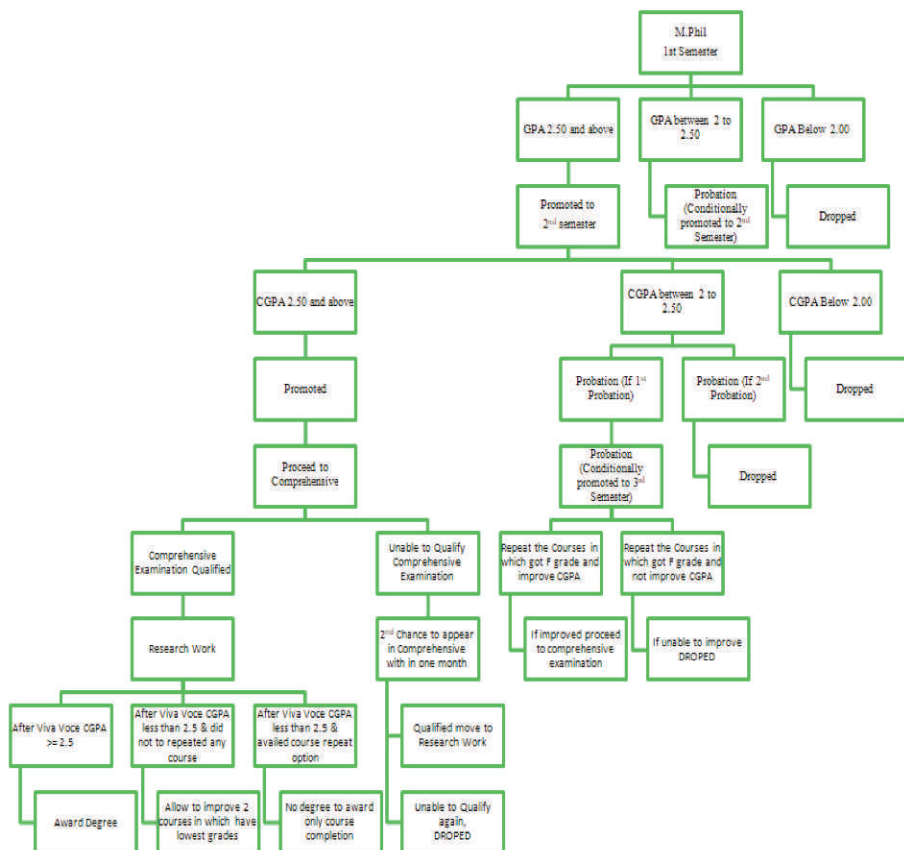 M.Phil
1st Semester
GPA 2.50 and above
GPA between 2 to
2.50
GPA Below 2.00
Promoted to
2nd semester
Probation
(Conditionally
promoted to 2nd
Semester)
Dropped
CGPA 2.50 and above
CGPA between 2 to
2.50
CGPA Below 2.00
Promoted
Probation (If 1st
Probation)
Probation (If 2nd
Probation)
Dropped
Proceed to
Comprehensive
Probation
(Conditionally
promoted to 3rd
Semester)
Dropped
Comprehensive
Examination Qualified
Unable to Qualify
Comprehensive
Examination
Repeat the Courses in
which got F grade and
improve CGPA
Repeat the Courses in
which got F grade and
not improve CGPA
Research Work
2nd Chance to appear
in Comprehensive
with in one month
If improved proceed
to comprehensive
examination
If unable to improve
DROPED
After Viva Voce CGPA
>= 2.5
After Viva Voce CGPA
less than 2.5 & did
not to repeated any
course
After Viva Voce CGPA
less than 2.5 &
availed course repeat
option
Qualified move to
Research Work
Award Degree
Allow to improve 2
courses in which have
lowest grades
No degree to award
only course
completion
Unable to Qualify
again,
DROPED